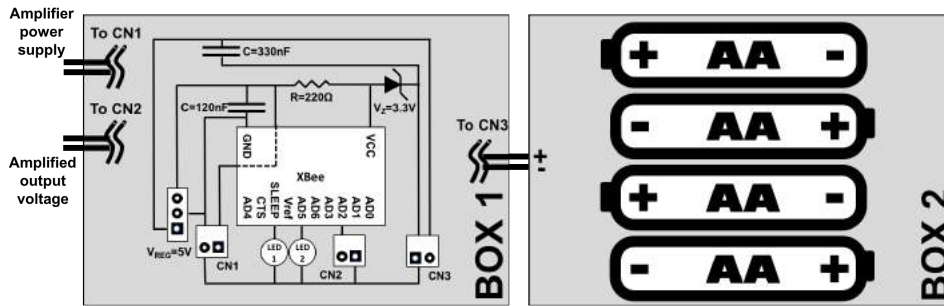 Amplifier
power
supply
To CN1
To CN2
Amplified
output
voltage
C=330nF
R=220Ω
VZ=3.3V
C=120nF
GND
VCC
XBee
AD4
CTS
SLEEP
Vref
AD5
AD6
AD3
AD2
AD1
AD0
VREG=5V
CN1
LED
1
LED
2
CN2
CN3
To CN3
+
-
BOX 1
+ AA -
- AA +
+ AA -
- AA +
BOX 2